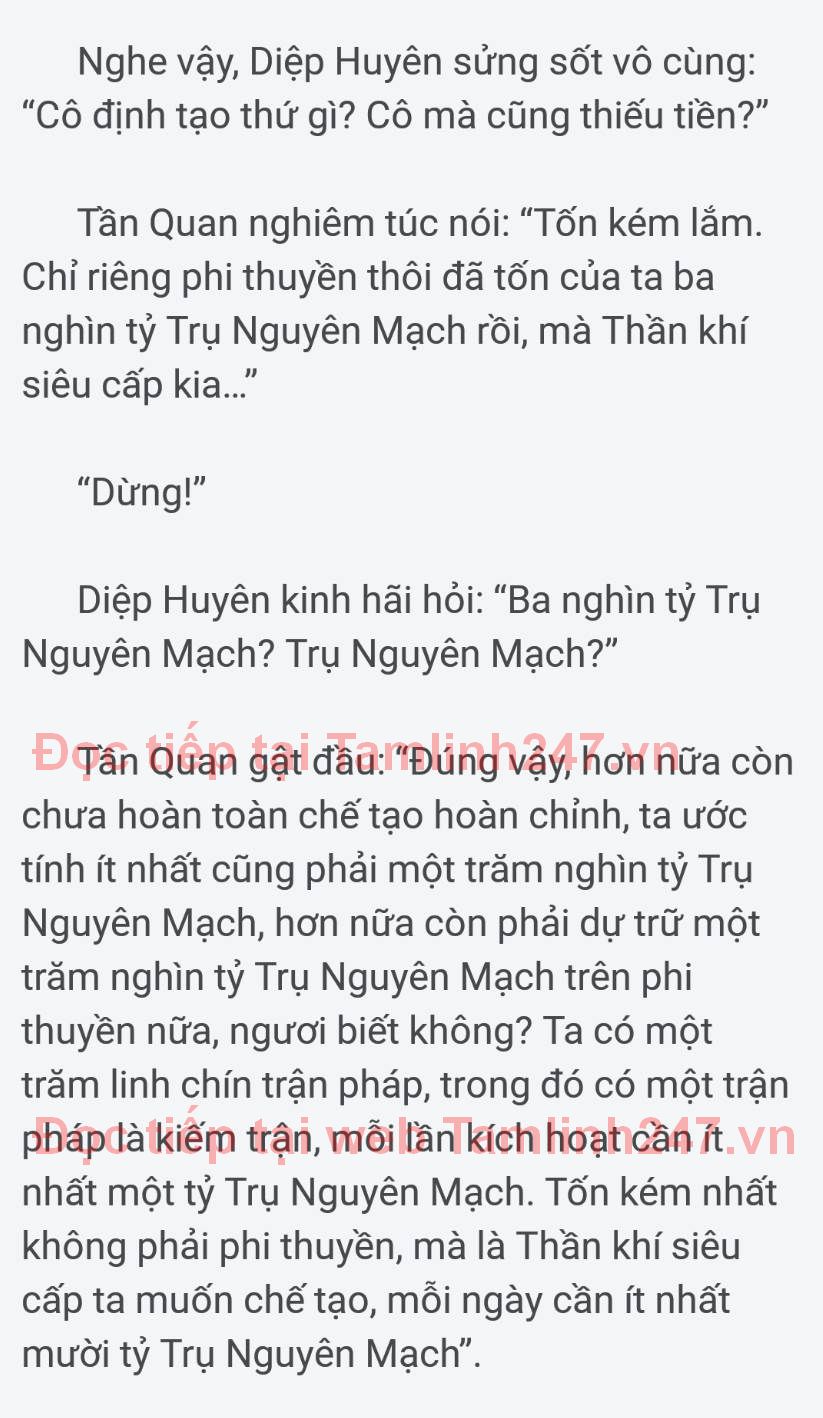 Nghe vậy, Diệp Huyên sửng sốt vô cùng:
“Cô định tạo thứ gì? Cô mà cũng thiếu tiền?”
Tần Quan nghiêm túc nói: “Tốn kém lắm.
Chỉ riêng phi thuyền thôi đã tốn của ta ba
nghìn tỷ Trụ Nguyên Mạch rồi, mà Thần khí
siêu cấp kia...”
“Dừng!”
Diệp Huyên kinh hãi hỏi: “Ba nghìn tỷ Trụ
Nguyên Mạch? Trụ Nguyên Mạch?”
Đọc tiếp tại Tamlinh247.vn
Tần Quan gật đầu: “Đúng vậy, hơn nữa còn
chưa hoàn toàn chế tạo hoàn chỉnh, ta ước
tính ít nhất cũng phải một trăm nghìn tỷ Trụ
Nguyên Mạch, hơn nữa còn phải dự trữ một
trăm nghìn tỷ Trụ Nguyên Mạch trên phi
thuyền nữa, ngươi biết không? Ta có một
trăm linh chín trận pháp, trong đó có một trận
Đọc tiếp tại web Tamlinh247.vn
pháp là kiếm trận, mỗi lần kích hoạt cần ít
nhất một tỷ Trụ Nguyên Mạch. Tốn kém nhất
không phải phi thuyền, mà là Thần khí siêu
cấp ta muốn chế tạo, mỗi ngày cần ít nhất
mười tỷ Trụ Nguyên Mạch”.